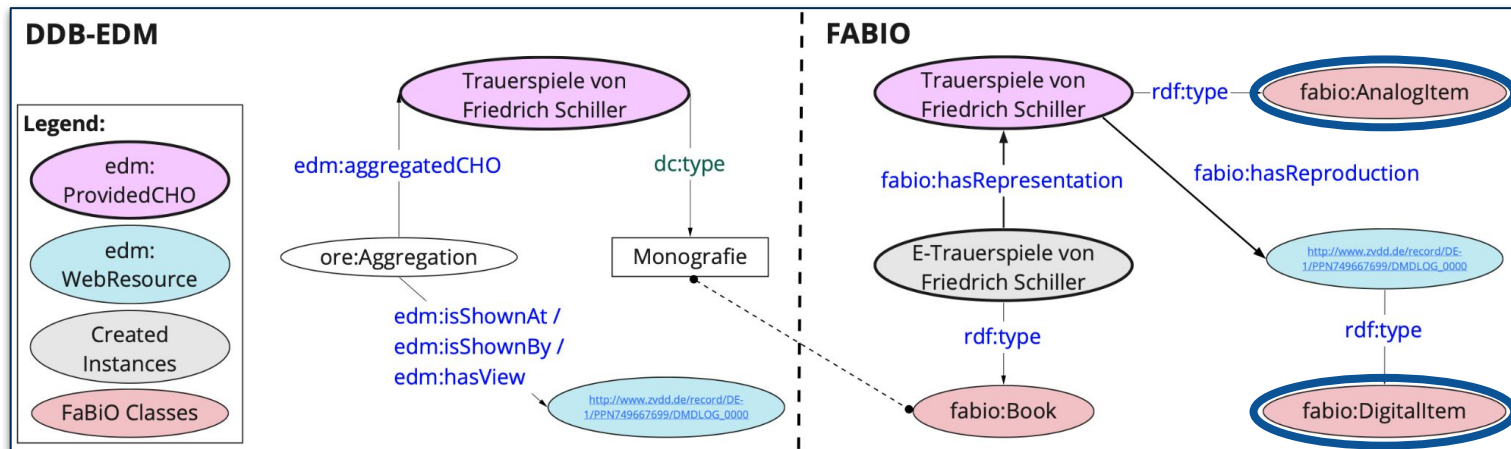 DDB-EDM
Legend:
edm:
ProvidedCHO
edm:
WebResource
Created
Instances
FaBiO Classes
Trauerspiele von
Friedrich Schiller
edm:aggregatedCHO
dc:type
ore:Aggregation
Monografie
edm:isShownAt /
edm:isShownBy /
edm:hasView
http://www.zvdd.de/record/DE-
1/PPN749667699/DMDLOG_0000
FABIO
Trauerspiele von
Friedrich Schiller
rdf:type
fabio:AnalogItem
fabio:hasRepresentation
fabio:hasReproduction
E-Trauerspiele von
Friedrich Schiller
http://www.zvdd.de/record/DE-
1/PPN749667699/DMDLOG_0000
rdf:type
rdf:type
fabio:Book
fabio:DigitalItem